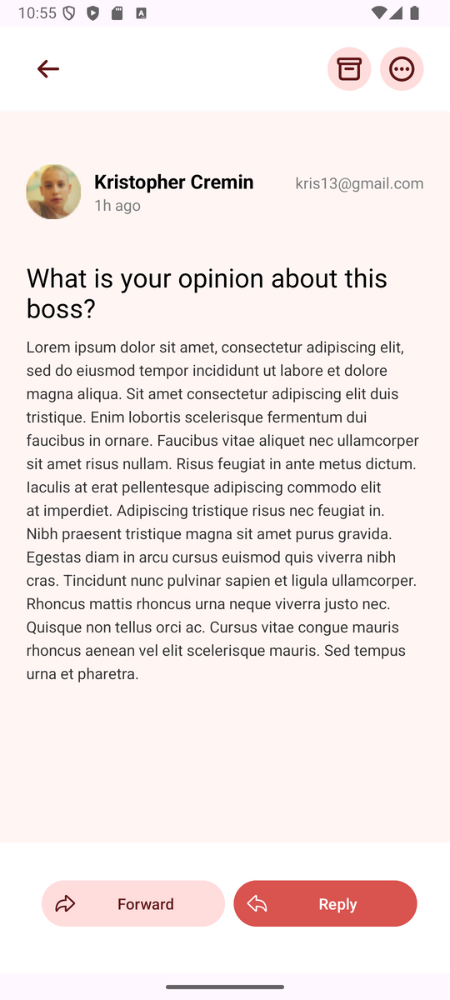 10:55
Kristopher Cremin
kris13@gmail.com
1h ago
What is your opinion about this
boss?
Lorem ipsum dolor sit amet, consectetur adipiscing elit,
sed do eiusmod tempor incididunt ut labore et dolore
magna aliqua. Sit amet consectetur adipiscing elit duis
tristique. Enim lobortis scelerisque fermentum dui
faucibus in ornare. Faucibus vitae aliquet nec ullamcorper
sit amet risus nullam. Risus feugiat in ante metus dictum.
Iaculis at erat pellentesque adipiscing commodo elit
at imperdiet. Adipiscing tristique risus nec feugiat in.
Nibh praesent tristique magna sit amet purus gravida.
Egestas diam in arcu cursus euismod quis viverra nibh
cras. Tincidunt nunc pulvinar sapien et ligula ullamcorper.
Rhoncus mattis rhoncus urna neque viverra justo nec.
Quisque non tellus orci ac. Cursus vitae congue mauris
rhoncus aenean vel elit scelerisque mauris. Sed tempus
urna et pharetra.
Forward
Reply